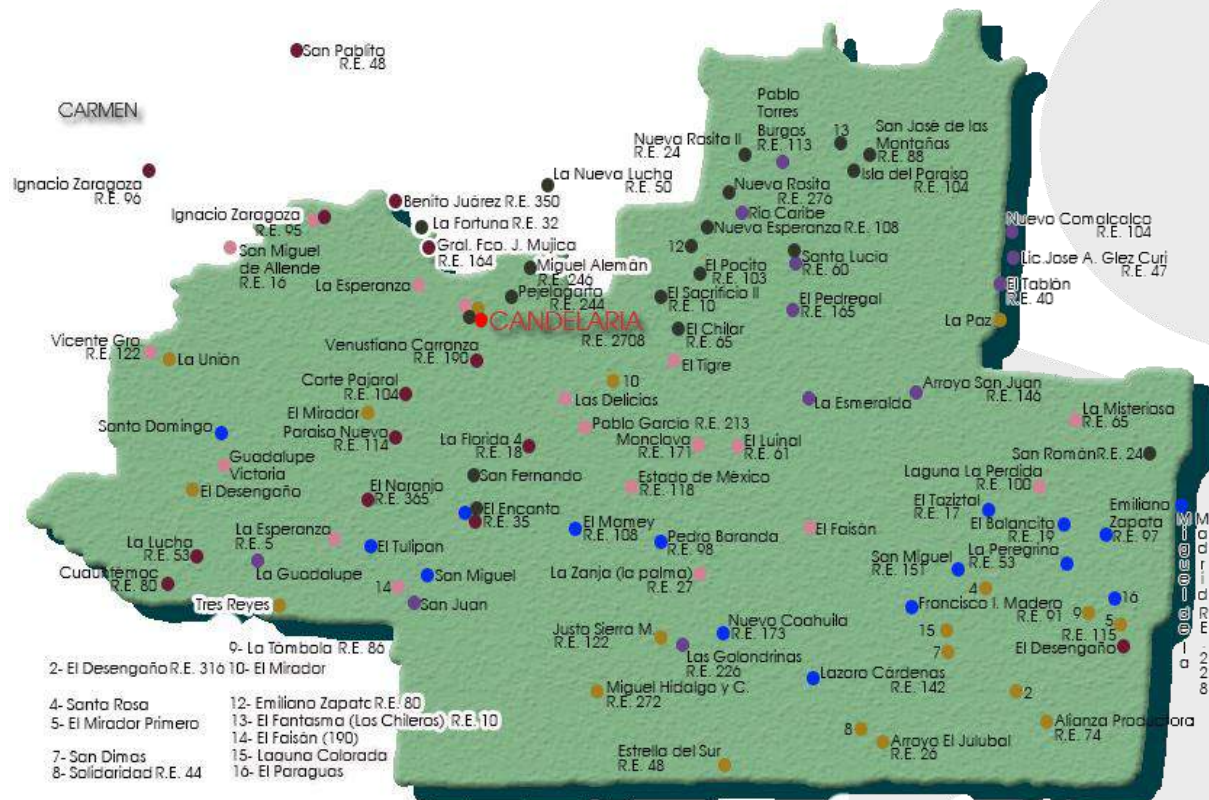 San Pablito
R.E. 48
CARMEN
Pablo
Torres
Burgos
R.E. 113
13
San José de las
Montañas
R.E. 88
Nueva Rosita II
R.E. 24
Isla del Paraiso
R.E. 104
Ignacio Zaragoza
R.E. 96
La Nueva Lucha
R.E. 50
Nueva Rosita
R.E. 276
Benito Juárez R.E. 350
Ignacio Zaragoza
R.E. 95
La Fortuna R.E. 32
Rio Caribe
Nueva Esperanza R.E. 108
Nuevo Comalcalco
R.E. 104
San Miguel
de Allende
R.E. 16
Gral. Fco. J. Mujica
R.E. 164
12
Santa Lucia
R.E. 60
Lic.Jose A. Glez Curi
R.E. 47
Miguel Alemán
R.E. 246
El Pocito
R.E. 103
La Esperanza
Pejelagarto
R.E. 244
El Sacrificio II
R.E. 10
El Pedregal
R.E. 165
El Tablón
R.E. 40
CANDELARIA
R.E. 2708
El Chilar
R.E. 65
La Paz
Vicente Gro
R.E. 122
La Unión
Venustiano Carranza
R.E. 190
El Tigre
Corte Pajaral
R.E. 104
10
Arroyo San Juan
R.E. 146
El Mirador
Las Delicias
La Esmeralda
La Misteriosa
R.E. 65
Santo Domingo
Paraiso Nuevo
R.E. 114
La Florida 4
R.E. 18
Pablo Garcia R.E. 213
Monclova
R.E. 171
El Luinal
R.E. 61
San Román R.E. 24
Guadalupe
Victoria
San Fernando
Estado de México
R.E. 118
Laguna La Perdida
R.E. 100
El Desengaño
El Naranjo
R.E. 365
El Encanto
R.E. 35
El Taziztal
R.E. 17
Emiliano
Zapata
R.E. 97
La Esperanza
R.E. 5
El Mamey
R.E. 108
El Faisán
El Balancito
R.E. 19
La Lucha
R.E. 53
El Tulipan
Pedro Baranda
R.E. 98
San Miguel
R.E. 151
La Peregrina
R.E. 53
Miguel de la
Madrid R.E. 228
La Guadalupe
San Miguel
La Zanja (la palma)
R.E. 27
Cuauhtémoc
R.E. 80
14
4
16
Tres Reyes
San Juan
Francisco I. Madero
R.E. 91
9
5
R.E. 115
Justo Sierra M.
R.E. 122
Nuevo Coahuila
R.E. 173
15
7
El Desengaño
Las Golondrinas
R.E. 226
Lazaro Cárdenas
R.E. 142
Miguel Hidalgo y C.
R.E. 272
2
Alianza Productora
R.E. 74
8
Arroyo El Julubal
R.E. 26
Estrella del Sur
R.E. 48
9- La Tómbola R.E. 86
2- El Desengaño R.E. 316 10- El Mirador
4- Santa Rosa
12- Emiliano Zapatc R.E. 80
5- El Mirador Primero
13- El Fantasma (Los Chileros) R.E. 10
14- El Faisán (190)
7- San Dimas
15- Laguna Colorada
8- Solidaridad R.E. 44
16- El Paraguas